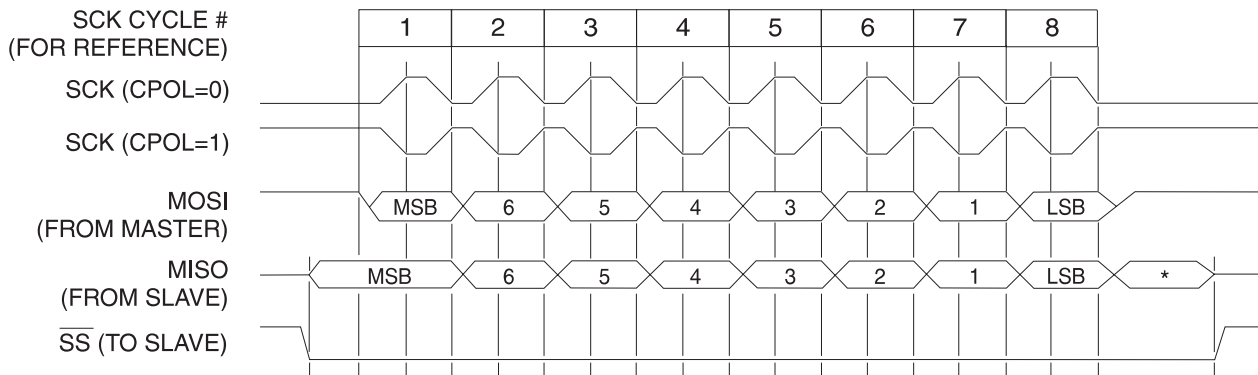 SCK CYCLE # 1 2 3 4 5 6 7 8
(FOR REFERENCE)
SCK (CPOL=0)
SCK (CPOL=1)
MOSI MSB 6 5 4 3 2 1 LSB
(FROM MASTER)
MISO MSB 6 5 4 3 2 1 LSB *
(FROM SLAVE)
SS (TO SLAVE)